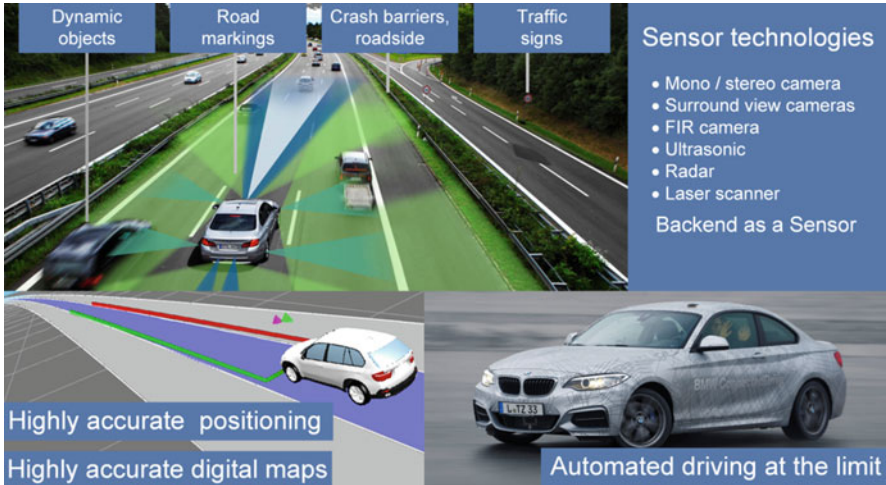 Dynamic
objects
Road
markings
Crash barriers,
roadside
Traffic
signs
Sensor technologies
• Mono / stereo camera
• Surround view cameras
• FIR camera
• Ultrasonic
• Radar
• Laser scanner
Backend as a Sensor
Highly accurate positioning
Highly accurate digital maps
L TZ 33
Automated driving at the limit